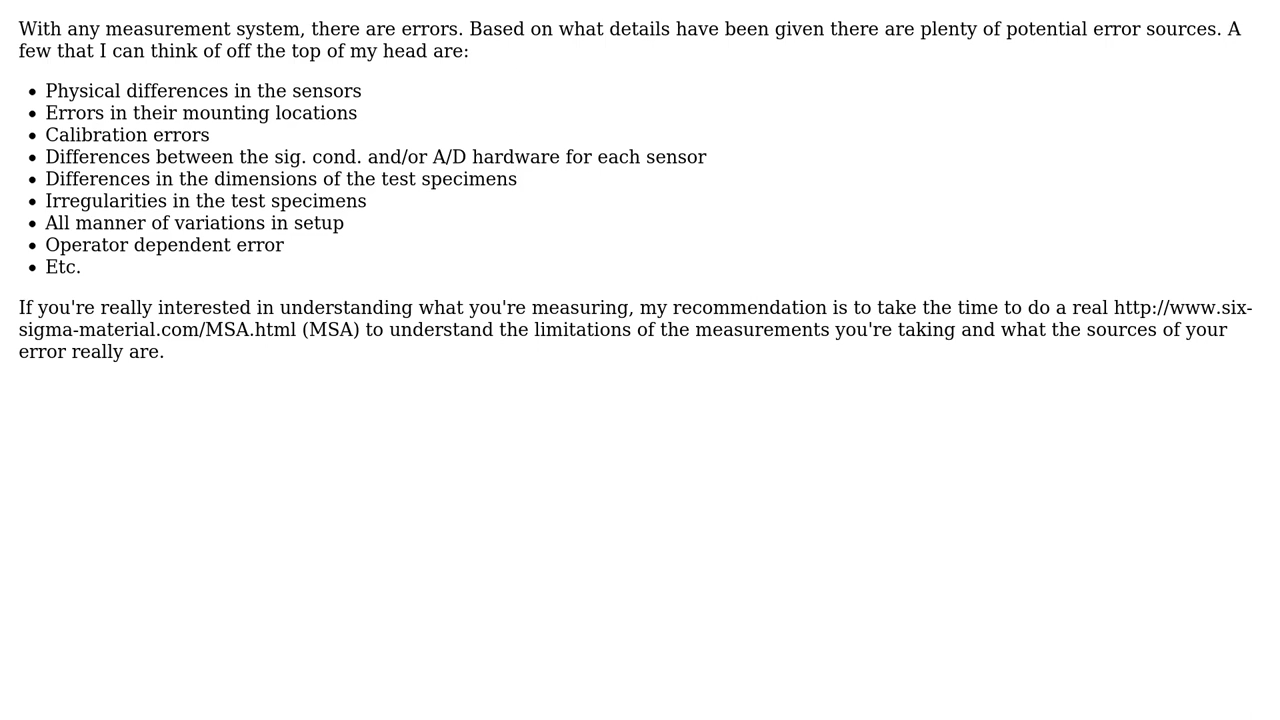 With any measurement system, there are errors. Based on what details have been given there are plenty of potential error sources. A
few that I can think of off the top of my head are:
• Physical differences in the sensors
• Errors in their mounting locations
• Calibration errors
• Differences between the sig. cond. and/or A/D hardware for each sensor
• Differences in the dimensions of the test specimens
• Irregularities in the test specimens
• All manner of variations in setup
• Operator dependent error
• Etc.
If you're really interested in understanding what you're measuring, my recommendation is to take the time to do a real http://www.six-
sigma-material.com/MSA.html (MSA) to understand the limitations of the measurements you're taking and what the sources of your
error really are.